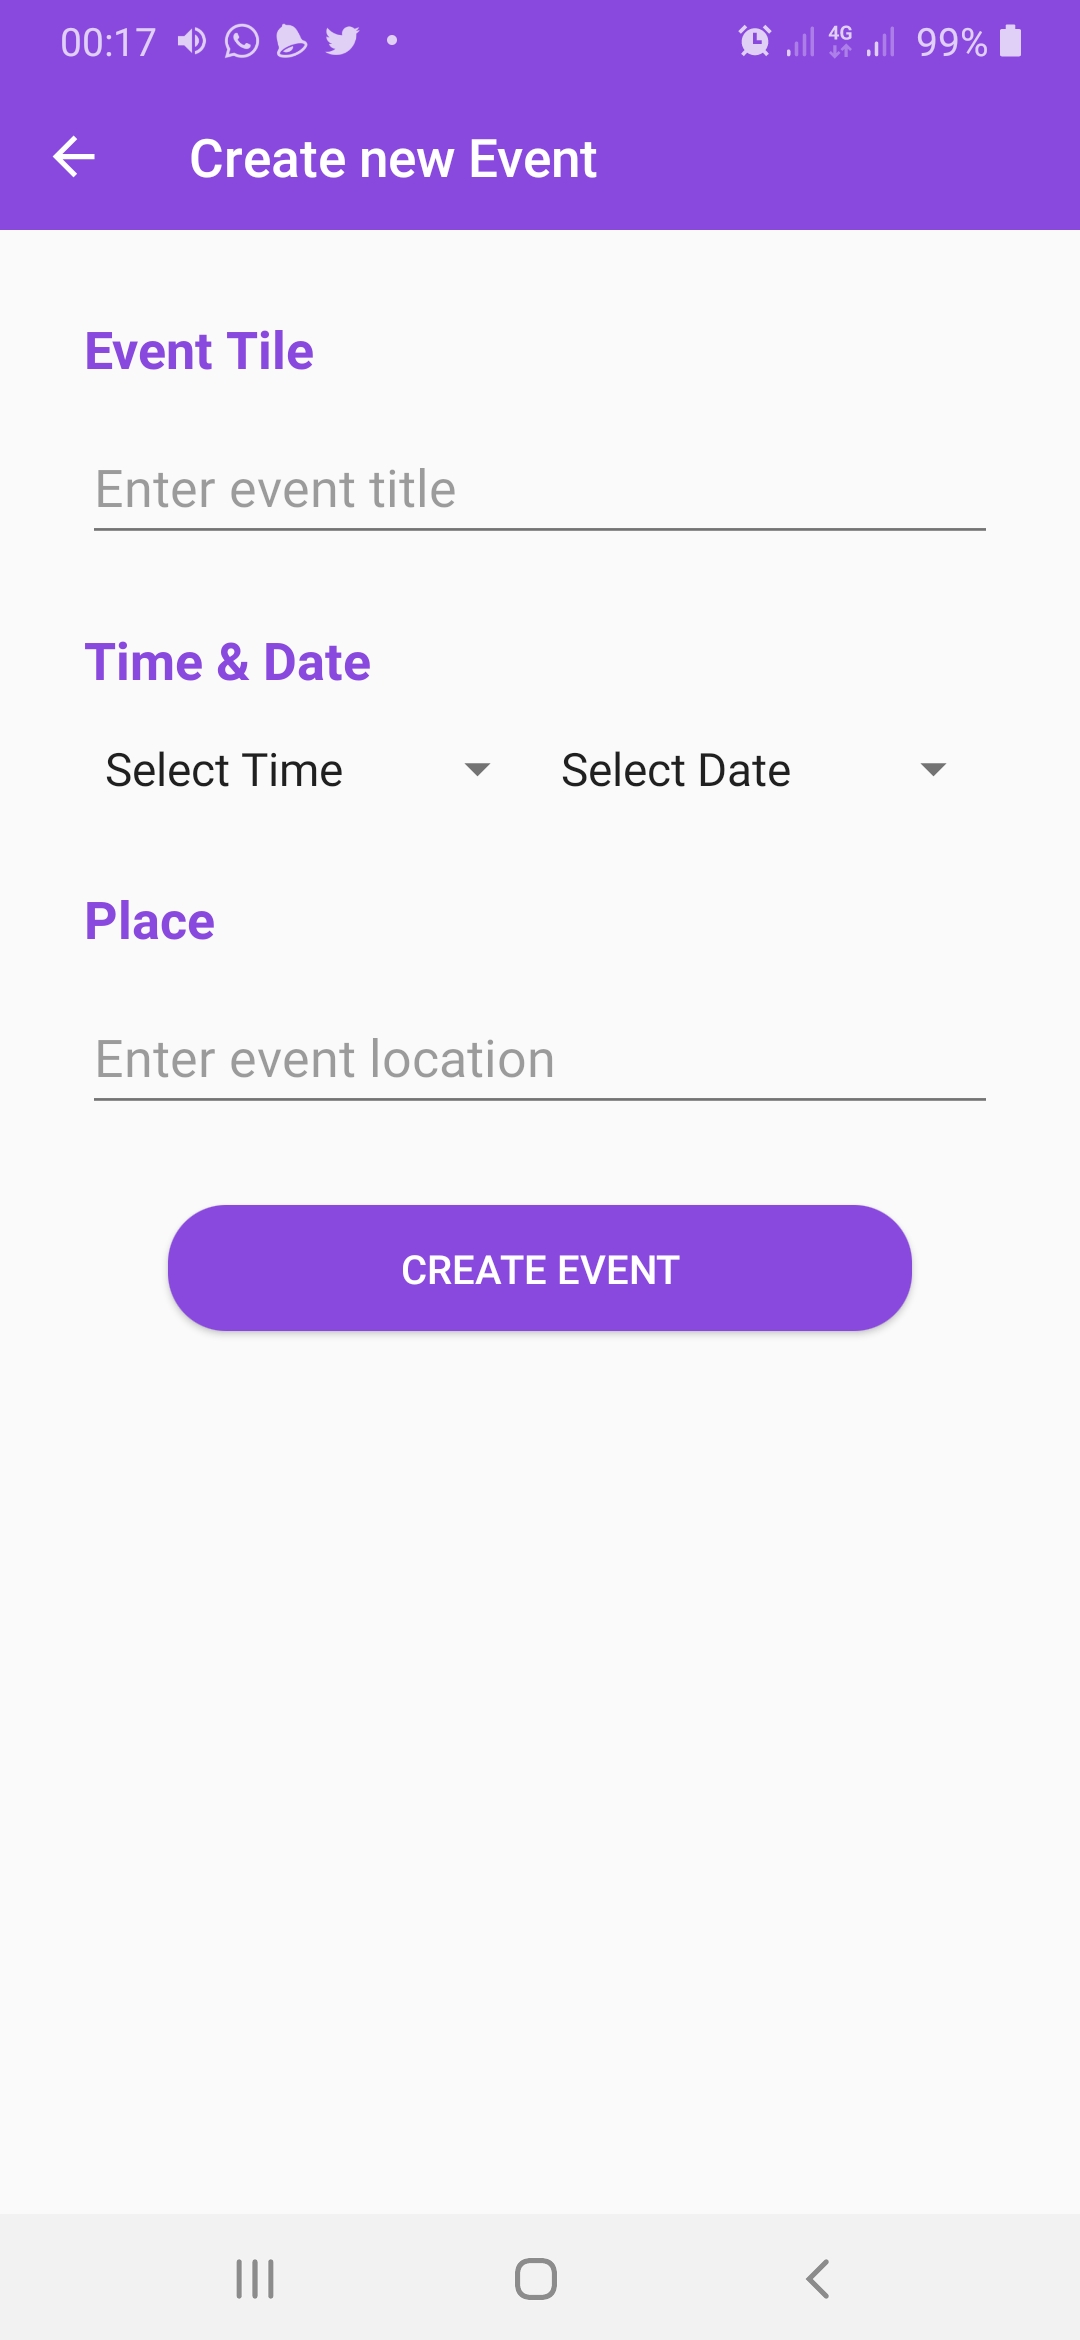 00:17 4G 99%
Create new Event
Event Tile
Enter event title
Time & Date
Select Time Select Date
Place
Enter event location
CREATE EVENT